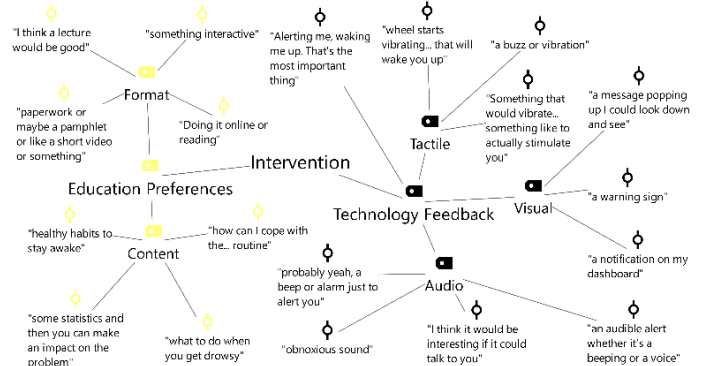 "I think a lecture
would be good"
"something interactive"
"Alerting me, waking
me up. That's the
most important
thing"
"wheel starts
vibrating... that will
wake you up"
"a buzz or vibration"
Format
"paperwork or
maybe a pamphlet
or like a short video
or something"
"Doing it online or
reading"
"Something that
would vibrate...
something like to
actually stimulate
you"
"a message popping
up I could look down
and see"
Tactile
Intervention
Education Preferences
Technology Feedback
Visual
"a warning sign"
"healthy habits to
stay awake"
"how can I cope with
the... routine"
Content
"a notification on my
dashboard"
"probably yeah, a
beep or alarm just to
alert you"
Audio
"some statistics and
then you can make
an impact on the
problem"
"what to do when
you get drowsy"
"obnoxious sound"
"I think it would be
interesting if it could
talk to you"
"an audible alert
whether it's a
beeping or a voice"